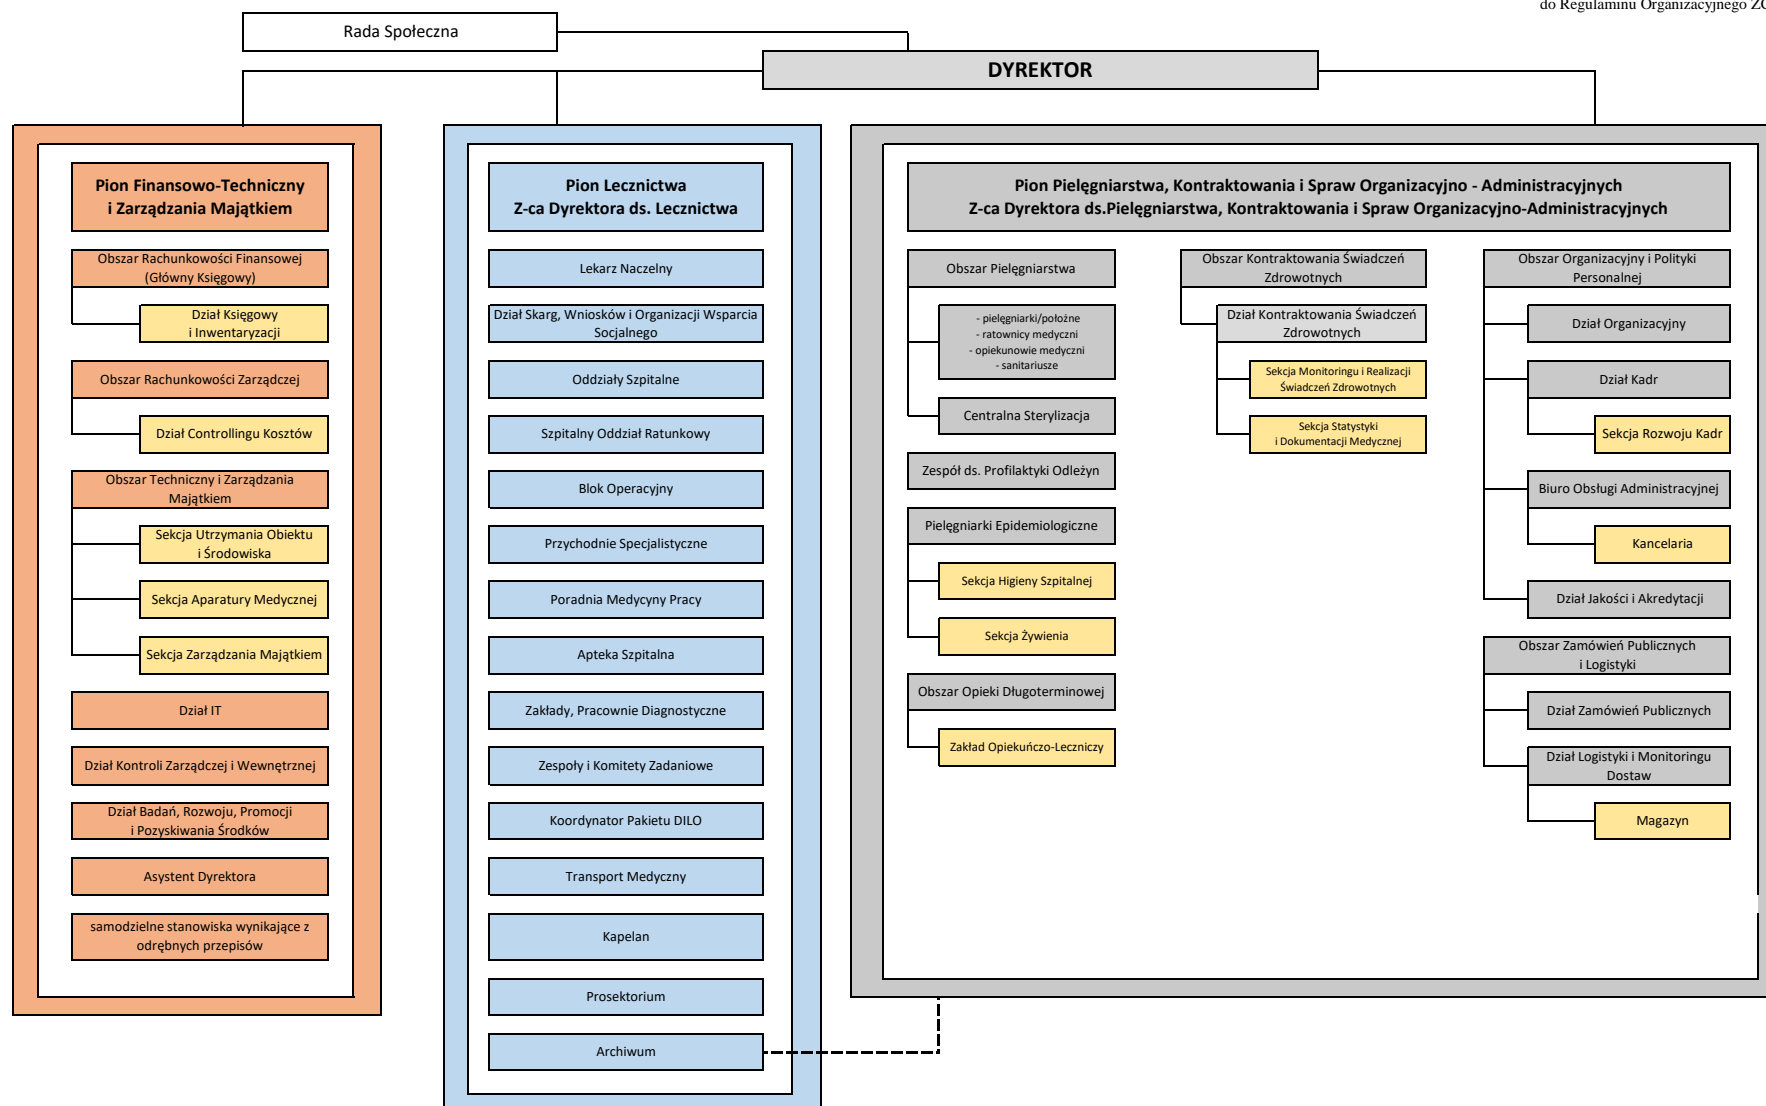 do Regulaminu Organizacyjnego
Rada Społeczna
DYREKTOR
Pion Finansowo-Techniczny
i Zarządzania Majątkiem
Obszar Rachunkowości Finansowej
(Główny Księgowy)
Dział Księgowy
i Inwentaryzacji
Obszar Rachunkowości Zarządczej
Dział Controllingu Kosztów
Obszar Techniczny i Zarządzania
Majątkiem
Sekcja Utrzymania Obiektu
i Środowiska
Sekcja Aparatury Medycznej
Sekcja Zarządzania Majątkiem
Dział IT
Dział Kontroli Zarządczej i Wewnętrznej
Dział Badań, Rozwoju, Promocji
i Pozyskiwania Środków
Asystent Dyrektora
samodzielne stanowiska wynikające z
odrębnych przepisów
Pion Lecznictwa
Z-ca Dyrektora ds. Lecznictwa
Lekarz Naczelny
Dział Skarg, Wniosków i Organizacji Wsparcia
Socjalnego
Oddziały Szpitalne
Szpitalny Oddział Ratunkowy
Blok Operacyjny
Przychodnie Specjalistyczne
Poradnia Medycyny Pracy
Apteka Szpitalna
Zakłady, Pracownie Diagnostyczne
Zespoły i Komitety Zadaniowe
Koordynator Pakietu DILO
Transport Medyczny
Kapelan
Prosektorium
Archiwum
Pion Pielęgniarstwa, Kontraktowania i Spraw Organizacyjno - Administracyjnych
Z-ca Dyrektora ds.Pielęgniarstwa, Kontraktowania i Spraw Organizacyjno-Administracyjnych
Obszar Pielęgniarstwa
- pielęgniarki/położne
- ratownicy medyczni
- opiekunowie medyczni
- sanitariusze
Centralna Sterylizacja
Zespół ds. Profilaktyki Odleżyn
Pielęgniarki Epidemiologiczne
Sekcja Higieny Szpitalnej
Sekcja Żywienia
Obszar Opieki Długoterminowej
Zakład Opiekuńczo-Leczniczy
Obszar Kontraktowania Świadczeń
Zdrowotnych
Dział Kontraktowania Świadczeń
Zdrowotnych
Sekcja Monitoringu i Realizacji
Świadczeń Zdrowotnych
Sekcja Statystyki
i Dokumentacji Medycznej
Obszar Organizacyjny i Polityki
Personalnej
Dział Organizacyjny
Dział Kadr
Sekcja Rozwoju Kadr
Biuro Obsługi Administracyjnej
Kancelaria
Dział Jakości i Akredytacji
Obszar Zamówień Publicznych
i Logistyki
Dział Zamówień Publicznych
Dział Logistyki i Monitoringu
Dostaw
Magazyn